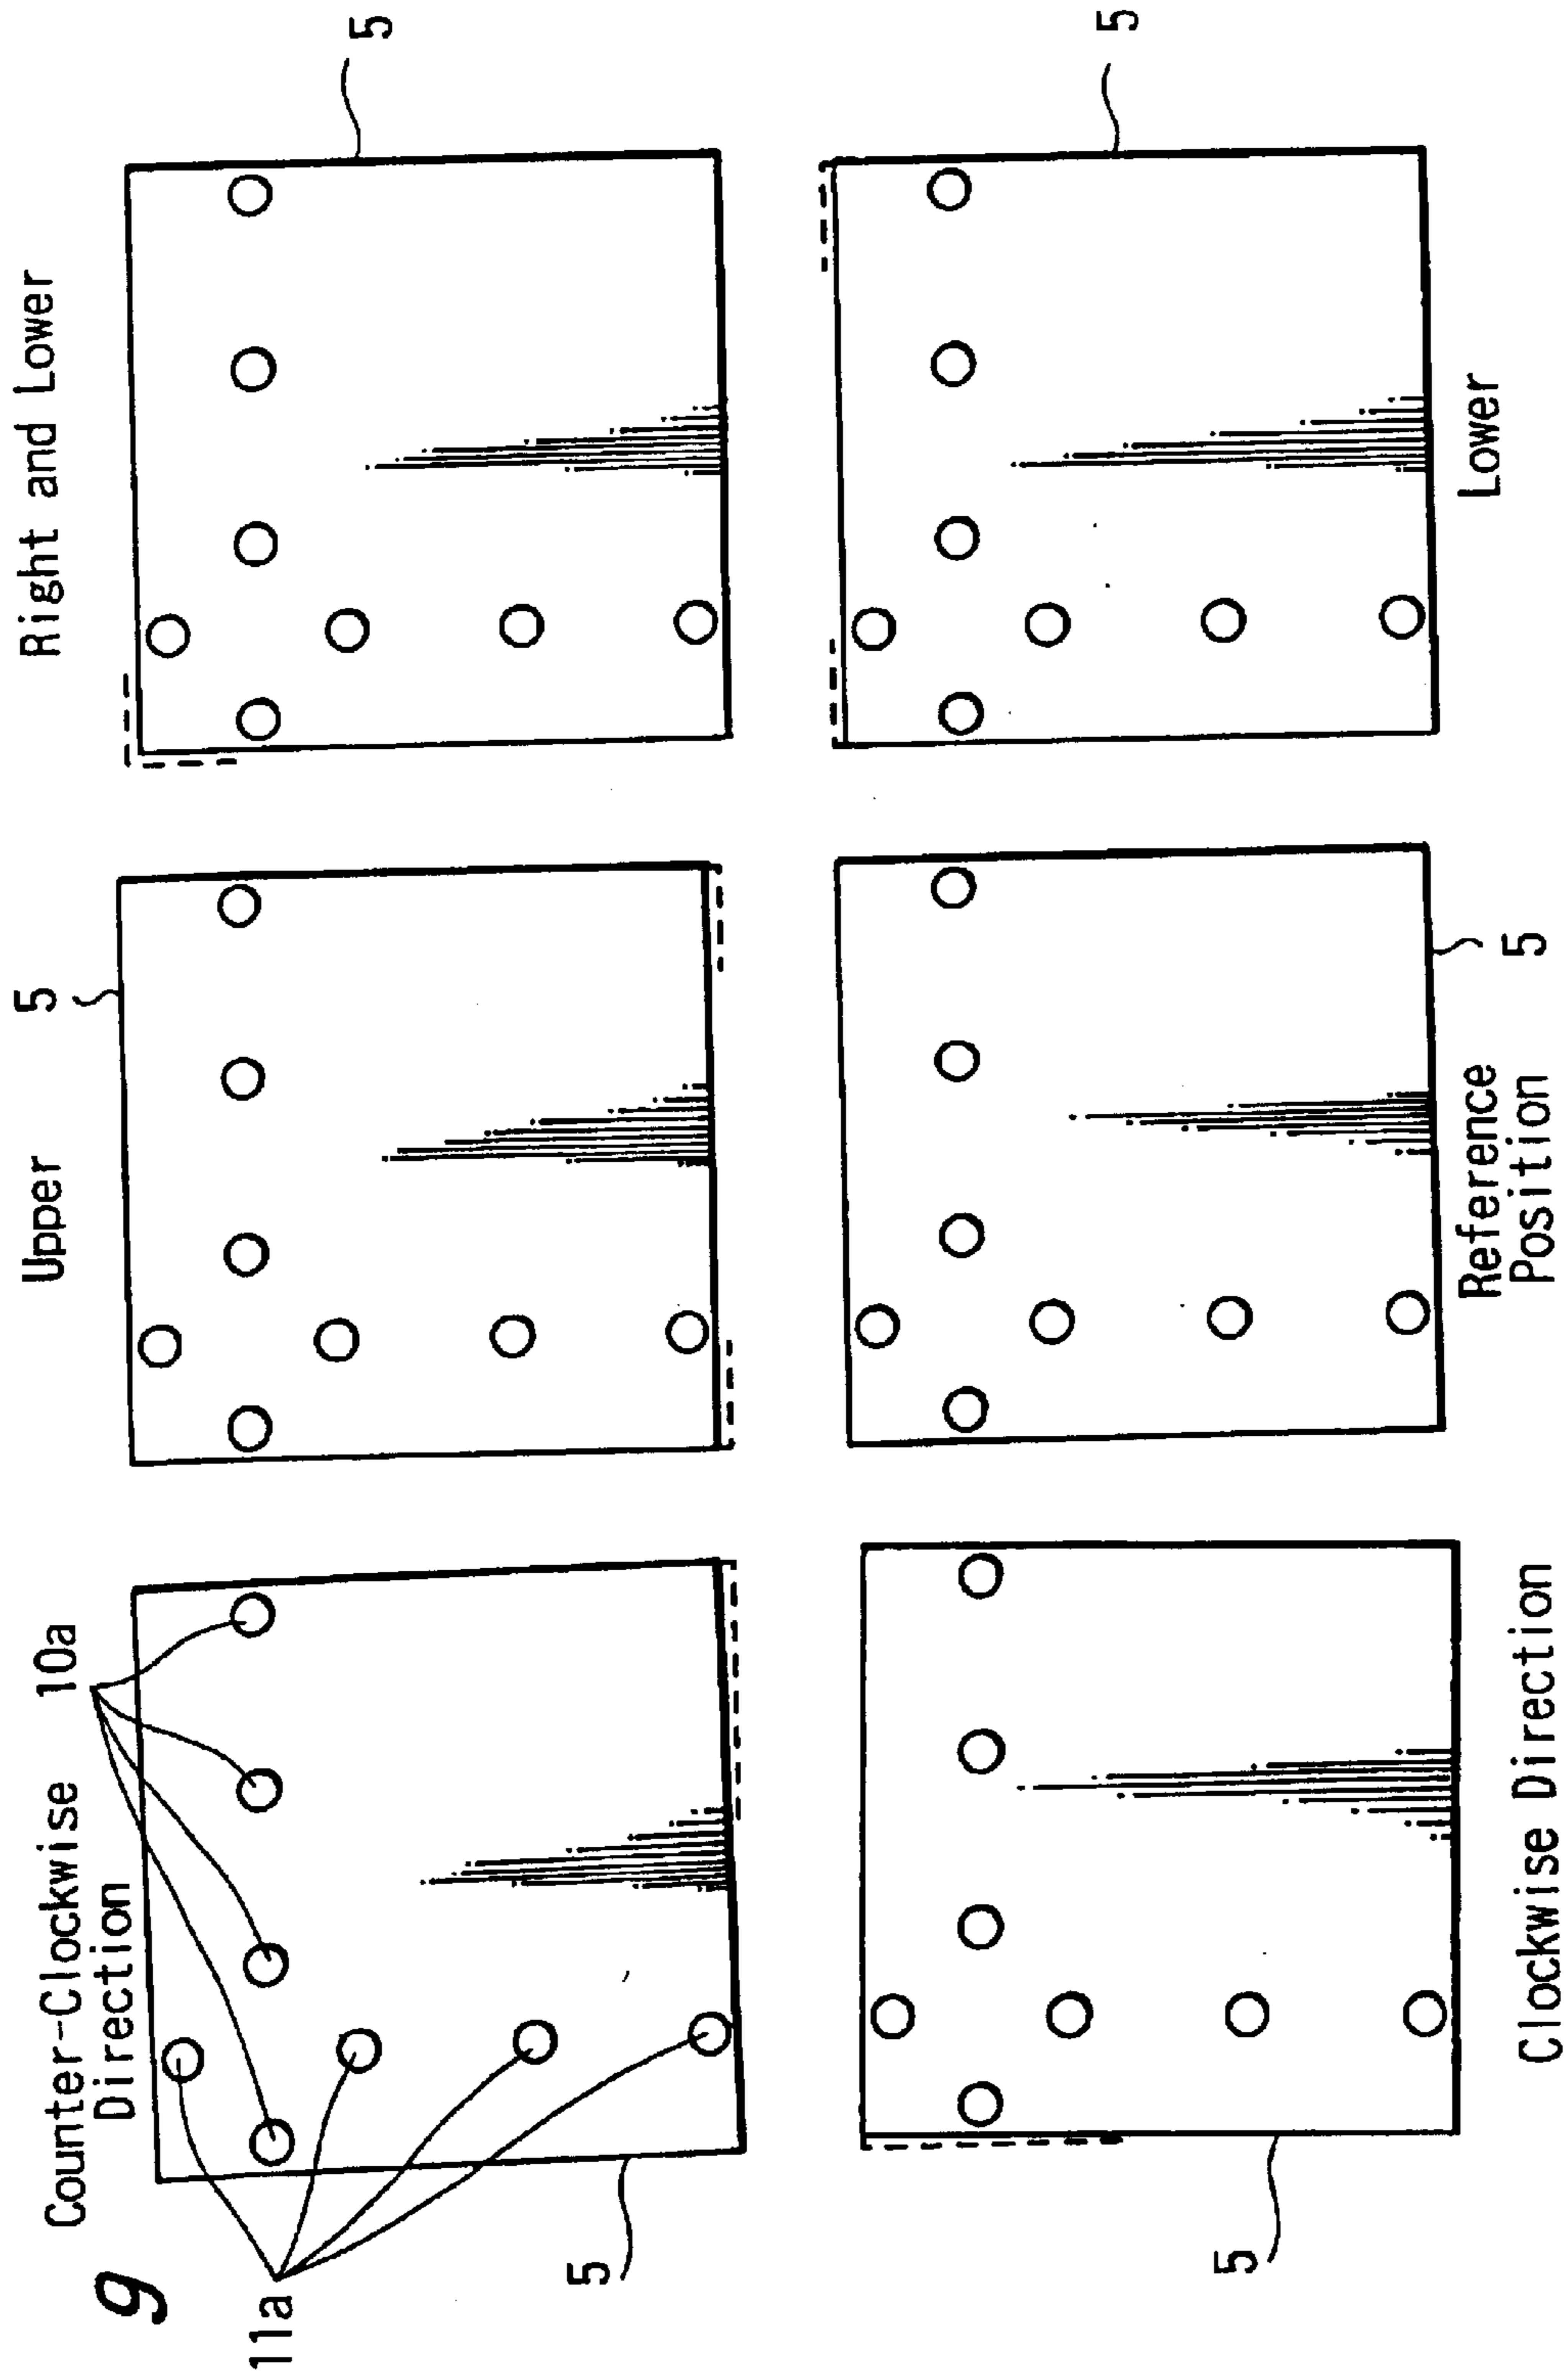 9
Counter-Clockwise
Direction
10a
11a
5
Upper
5
Right and Lower
5
5
Clockwise Direction
5
Reference
Position
Lower
5